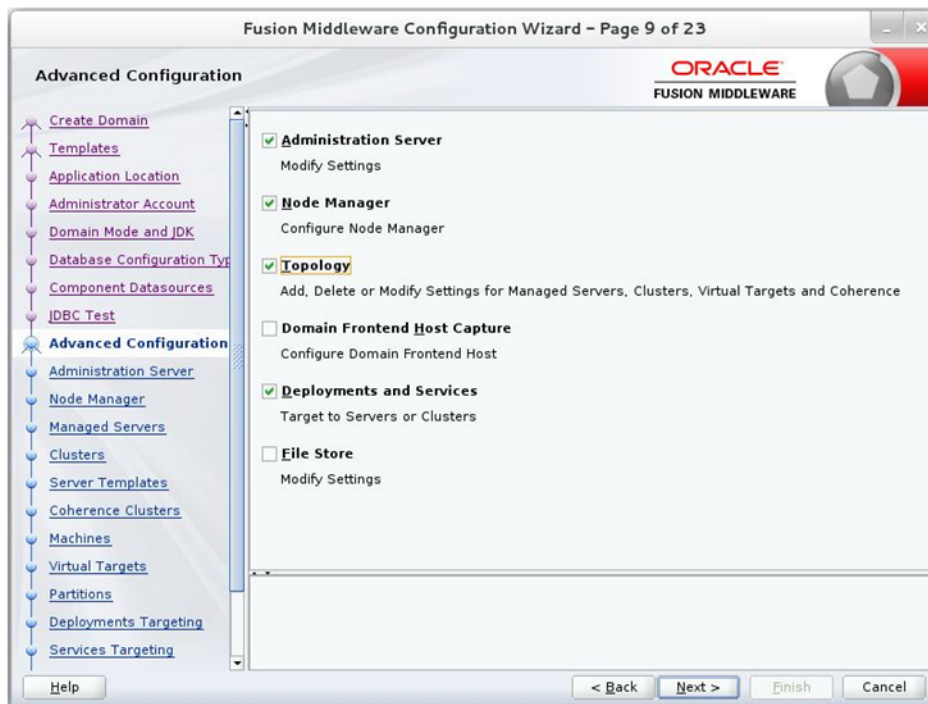 Fusion Middleware Configuration Wizard – Page 9 of 23
Advanced Configuration
ORACLE
FUSION MIDDLEWARE
Create Domain
Templates
Application Location
Administrator Account
Domain Mode and JDK
Database Configuration Typ
Component Datasources
JDBC Test
Advanced Configuration
Administration Server
Node Manager
Managed Servers
Clusters
Server Templates
Coherence Clusters
Machines
Virtual Targets
Partitions
Deployments Targeting
Services Targeting
Administration Server
Modify Settings
Node Manager
Configure Node Manager
Topology
Add, Delete or Modify Settings for Managed Servers, Clusters, Virtual Targets and Coherence
Domain Frontend Host Capture
Configure Domain Frontend Host
Deployments and Services
Target to Servers or Clusters
File Store
Modify Settings
Help
< Back
Next >
Finish
Cancel